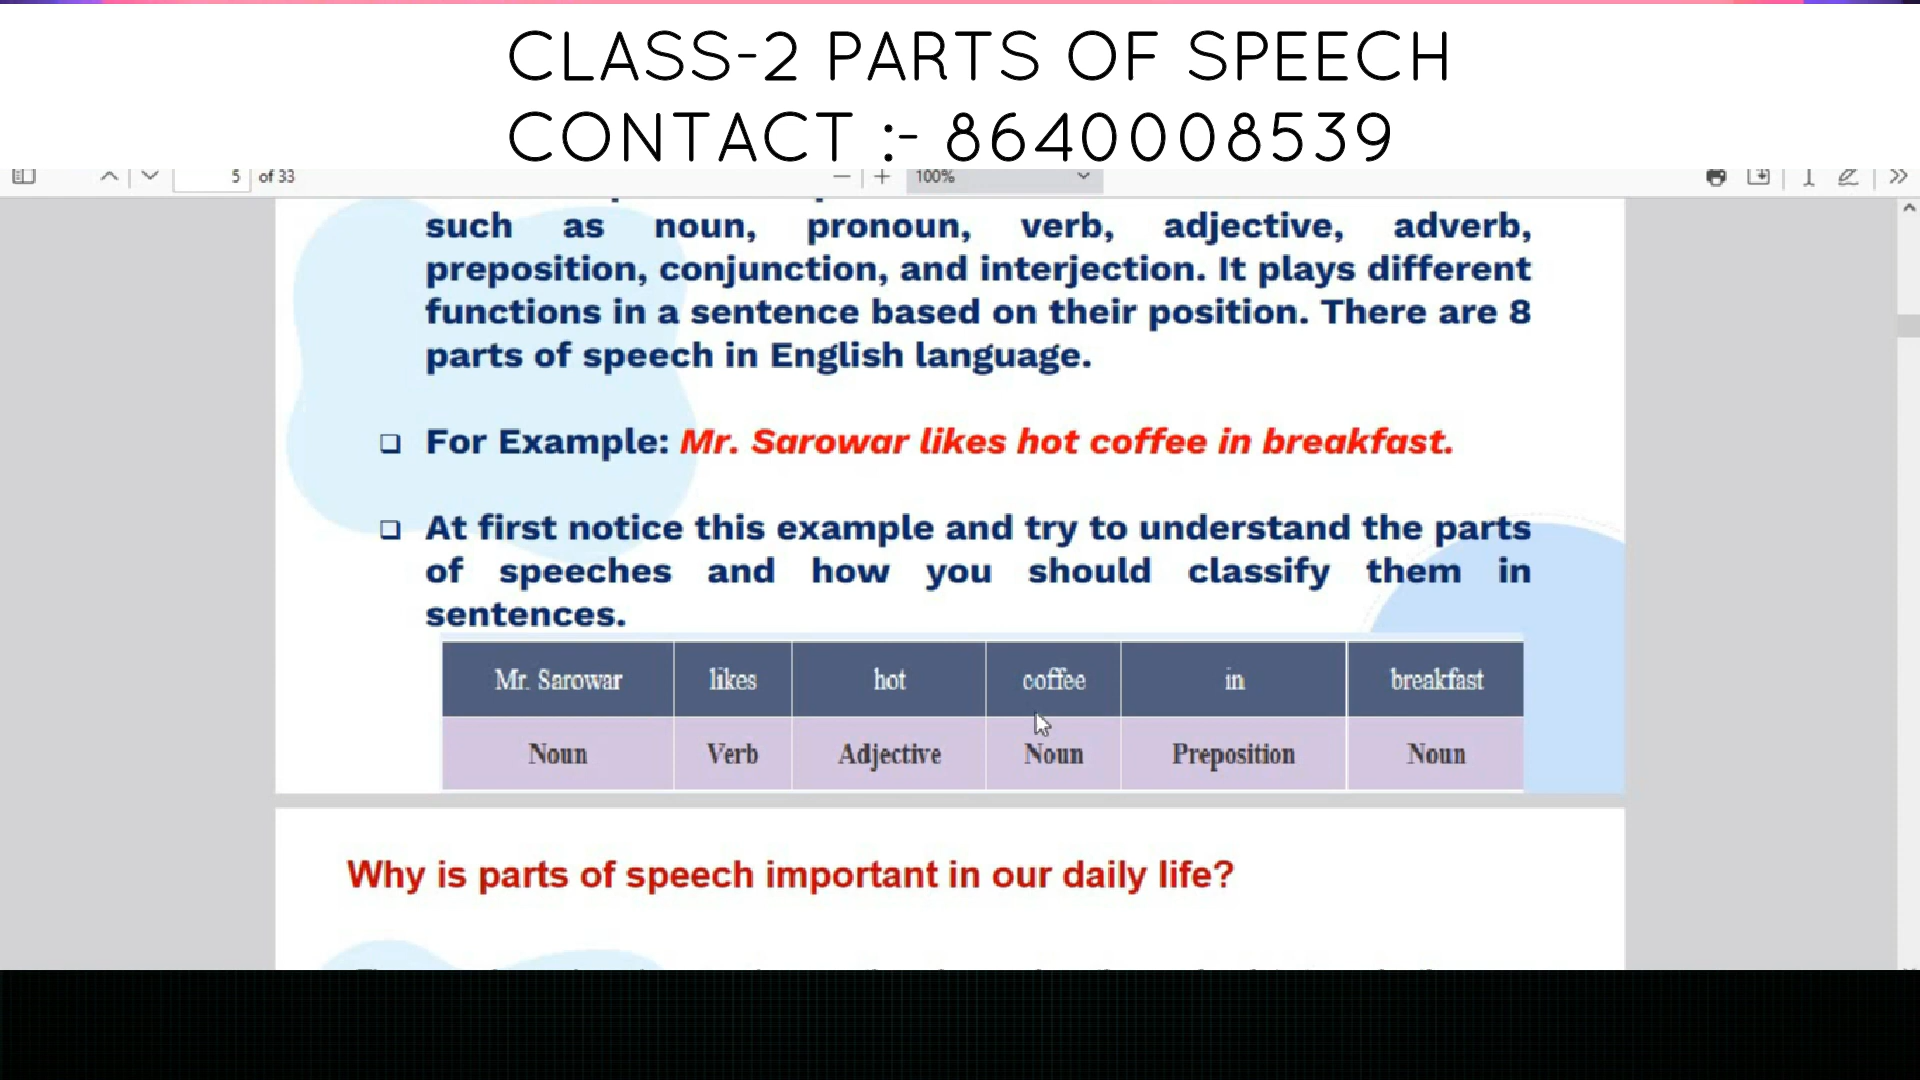 CLASS-2 PARTS OF SPEECH
CONTACT :- 8640008539
5 of 33
100%
such as noun, pronoun, verb, adjective, adverb,
preposition, conjunction, and interjection. It plays different
functions in a sentence based on their position. There are 8
parts of speech in English language.
For Example: Mr. Sarowar likes hot coffee in breakfast.
At first notice this example and try to understand the parts
of speeches and how you should classify them in
sentences.
Mr. Sarowar likes hot coffee in breakfast
Noun Verb Adjective Noun Preposition Noun
Why is parts of speech important in our daily life?